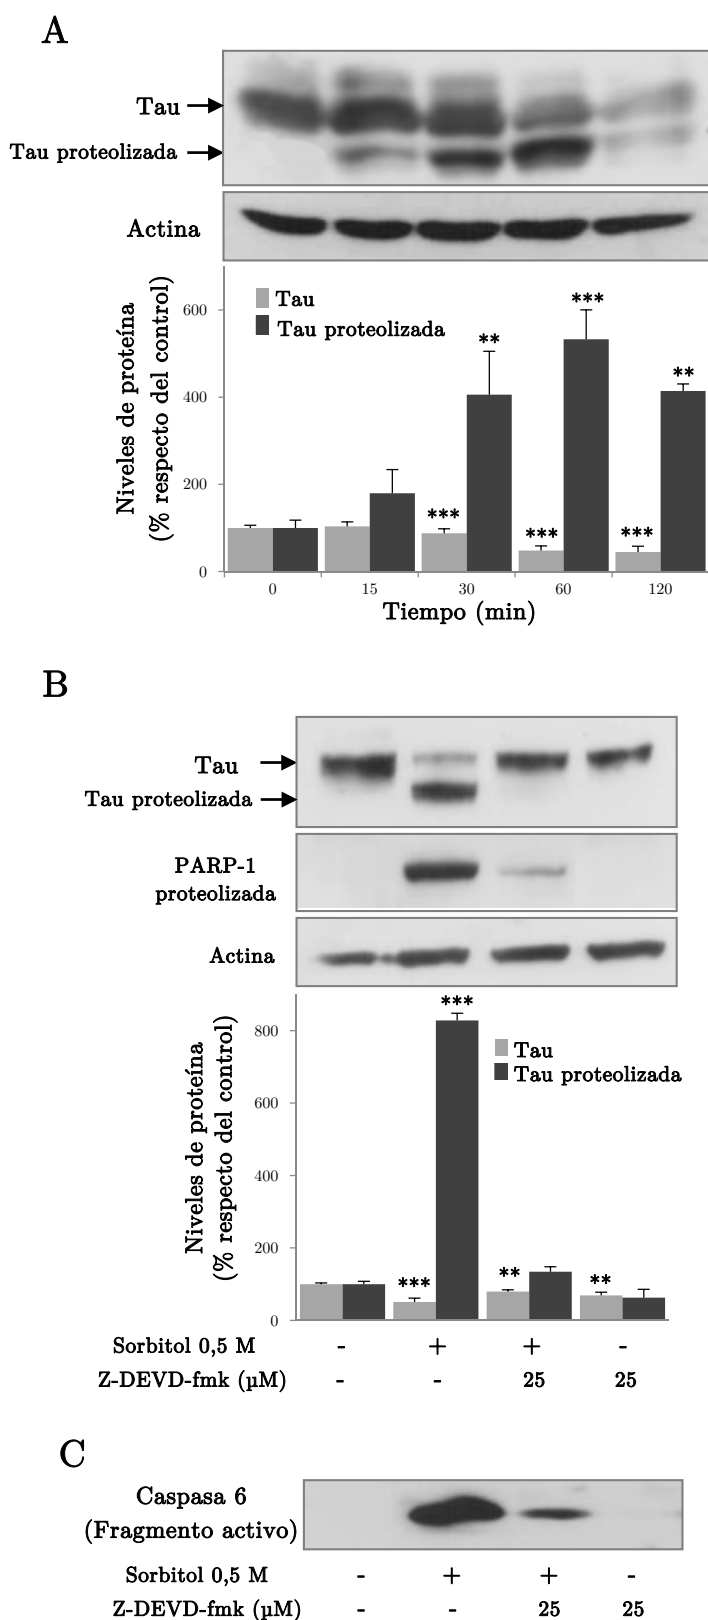 A
Tau
Tau proteolizada
Actina
Niveles de proteína
(% respecto del control)
600
400
200
0
Tau
Tau proteolizada
***
**
***
***
***
**
0 15 30 60 120
Tiempo (min)
B
Tau
Tau proteolizada
PARP-1
proteolizada
Actina
Niveles de proteína
(% respecto del control)
800
600
400
200
0
Tau
Tau proteolizada
***
***
**
**
Sorbitol 0,5 M - + + -
Z-DEVD-fmk (µM) - - 25 25
C
Caspasa 6
(Fragmento activo)
Sorbitol 0,5 M - + + -
Z-DEVD-fmk (µM) - - 25 25